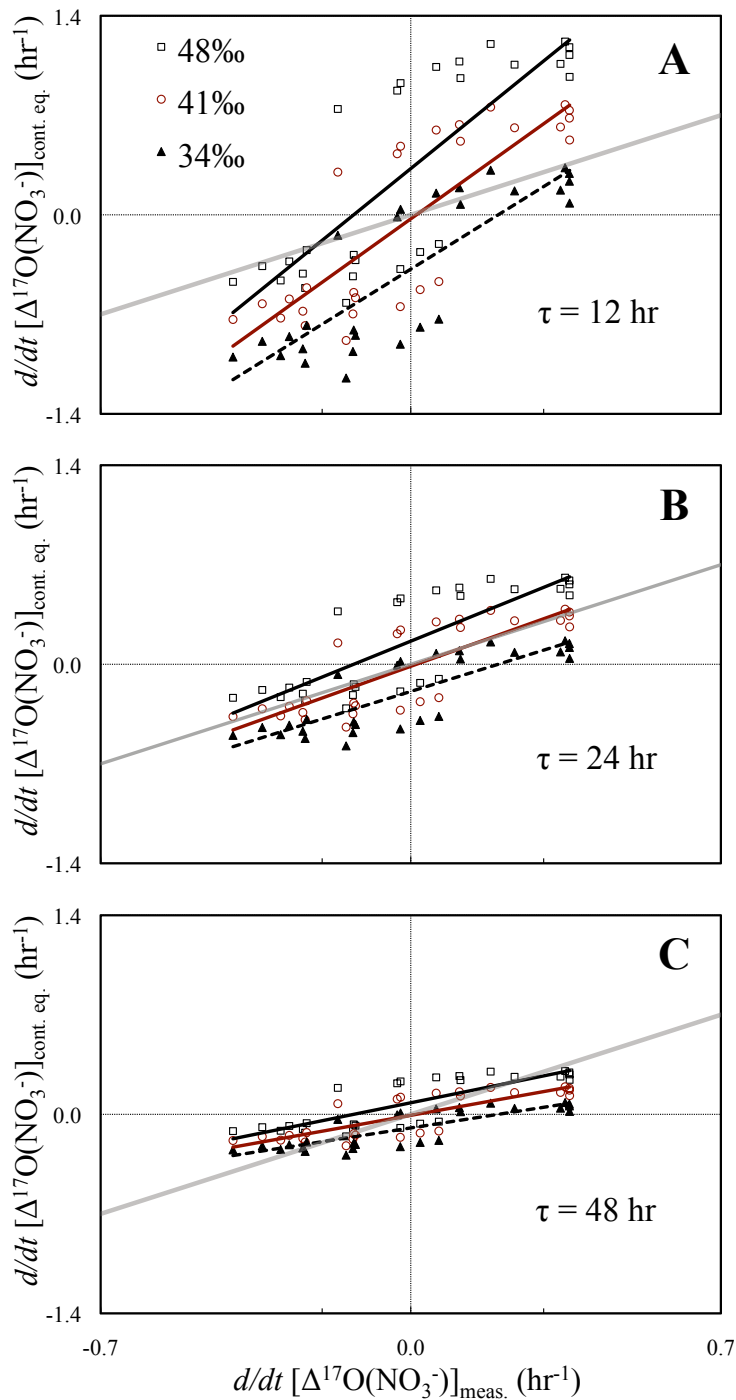 1.4
A
□ 48‰
○ 41‰
▲ 34‰
d/dt [Δ¹⁷O(NO₃⁻)]cont. eq. (hr⁻¹)
0.0
τ = 12 hr
-1.4
1.4
B
d/dt [Δ¹⁷O(NO₃⁻)]cont. eq. (hr⁻¹)
0.0
τ = 24 hr
-1.4
1.4
C
d/dt [Δ¹⁷O(NO₃⁻)]cont. eq. (hr⁻¹)
0.0
τ = 48 hr
-1.4
-0.7 0.0 0.7
d/dt [Δ¹⁷O(NO₃⁻)]meas. (hr⁻¹)